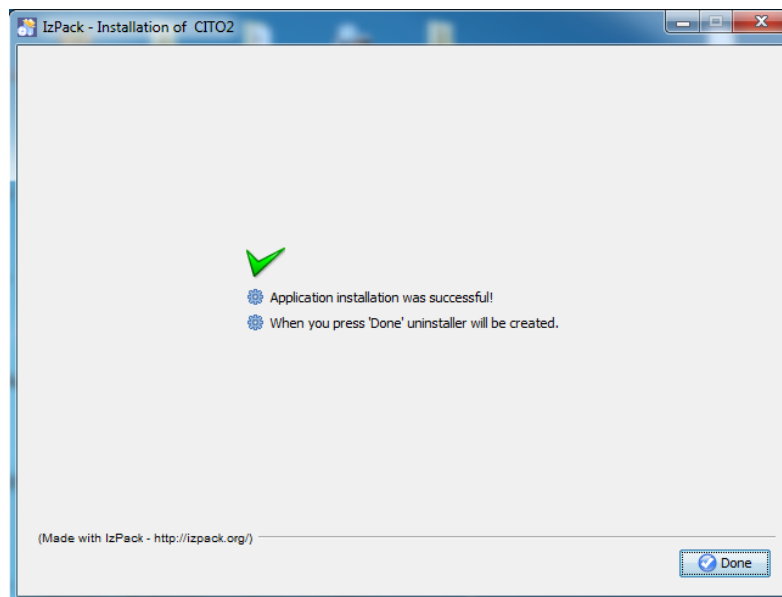 IzPack - Installation of CITO2
Application installation was successful!
When you press 'Done' uninstaller will be created.
(Made with IzPack - http://izpack.org/)
Done